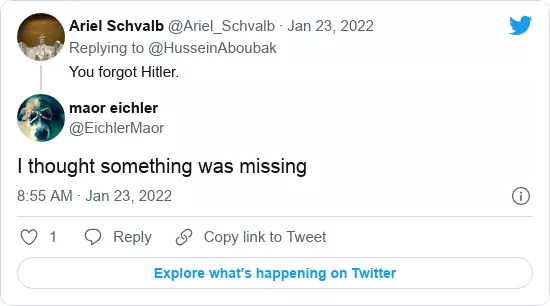 Ariel Schvalb @Ariel_Schvalb · Jan 23, 2022
Replying to @HusseinAboubak
You forgot Hitler.
maor eichler
@EichlerMaor
I thought something was missing
8:55 AM · Jan 23, 2022
1 Reply Copy link to Tweet
Explore what's happening on Twitter